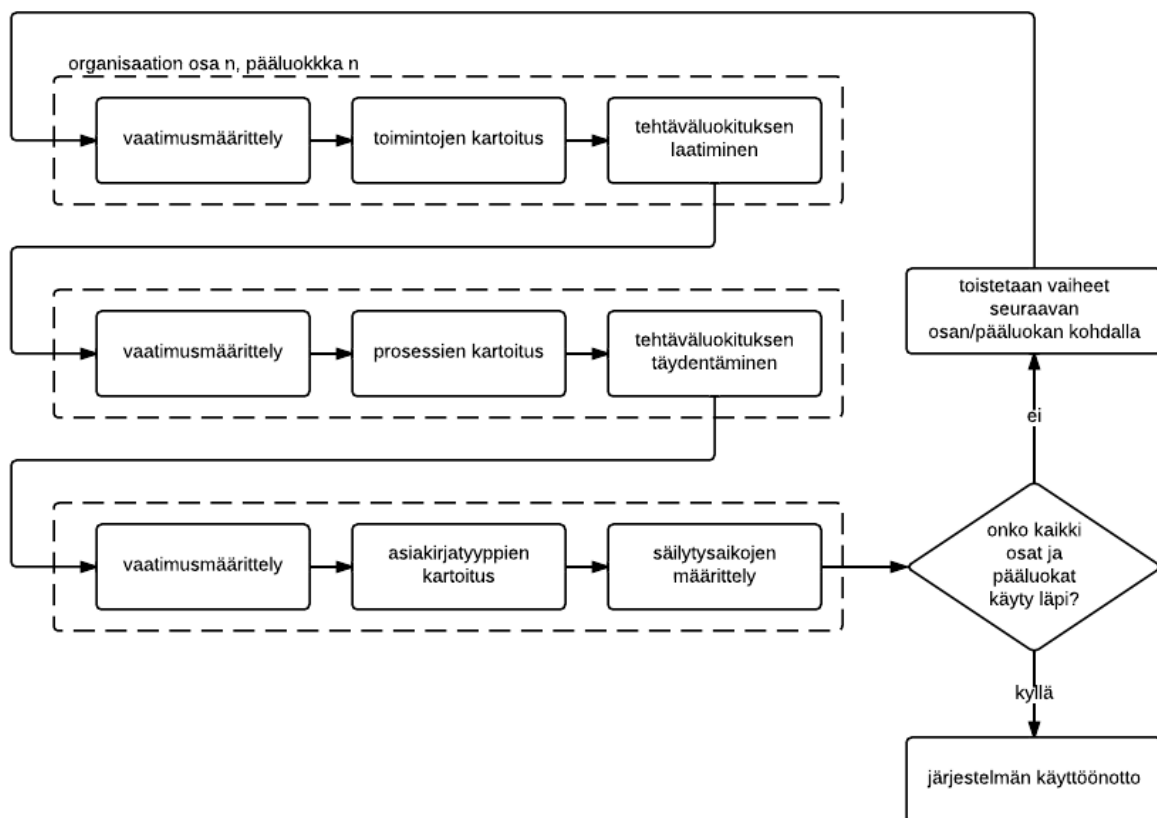 organisaation osa n, pääluokkka n
vaatimusmäärittely
toimintojen kartoitus
tehtäväluokituksen
laatiminen
vaatimusmäärittely
prosessien kartoitus
tehtäväluokituksen
täydentäminen
toistetaan vaiheet
seuraavan
osan/pääluokan kohdalla
ei
vaatimusmäärittely
asiakirjatyyppien
kartoitus
säilytysaikojen
määrittely
onko kaikki
osat ja
pääluokat
käyty läpi?
kyllä
järjestelmän käyttöönotto